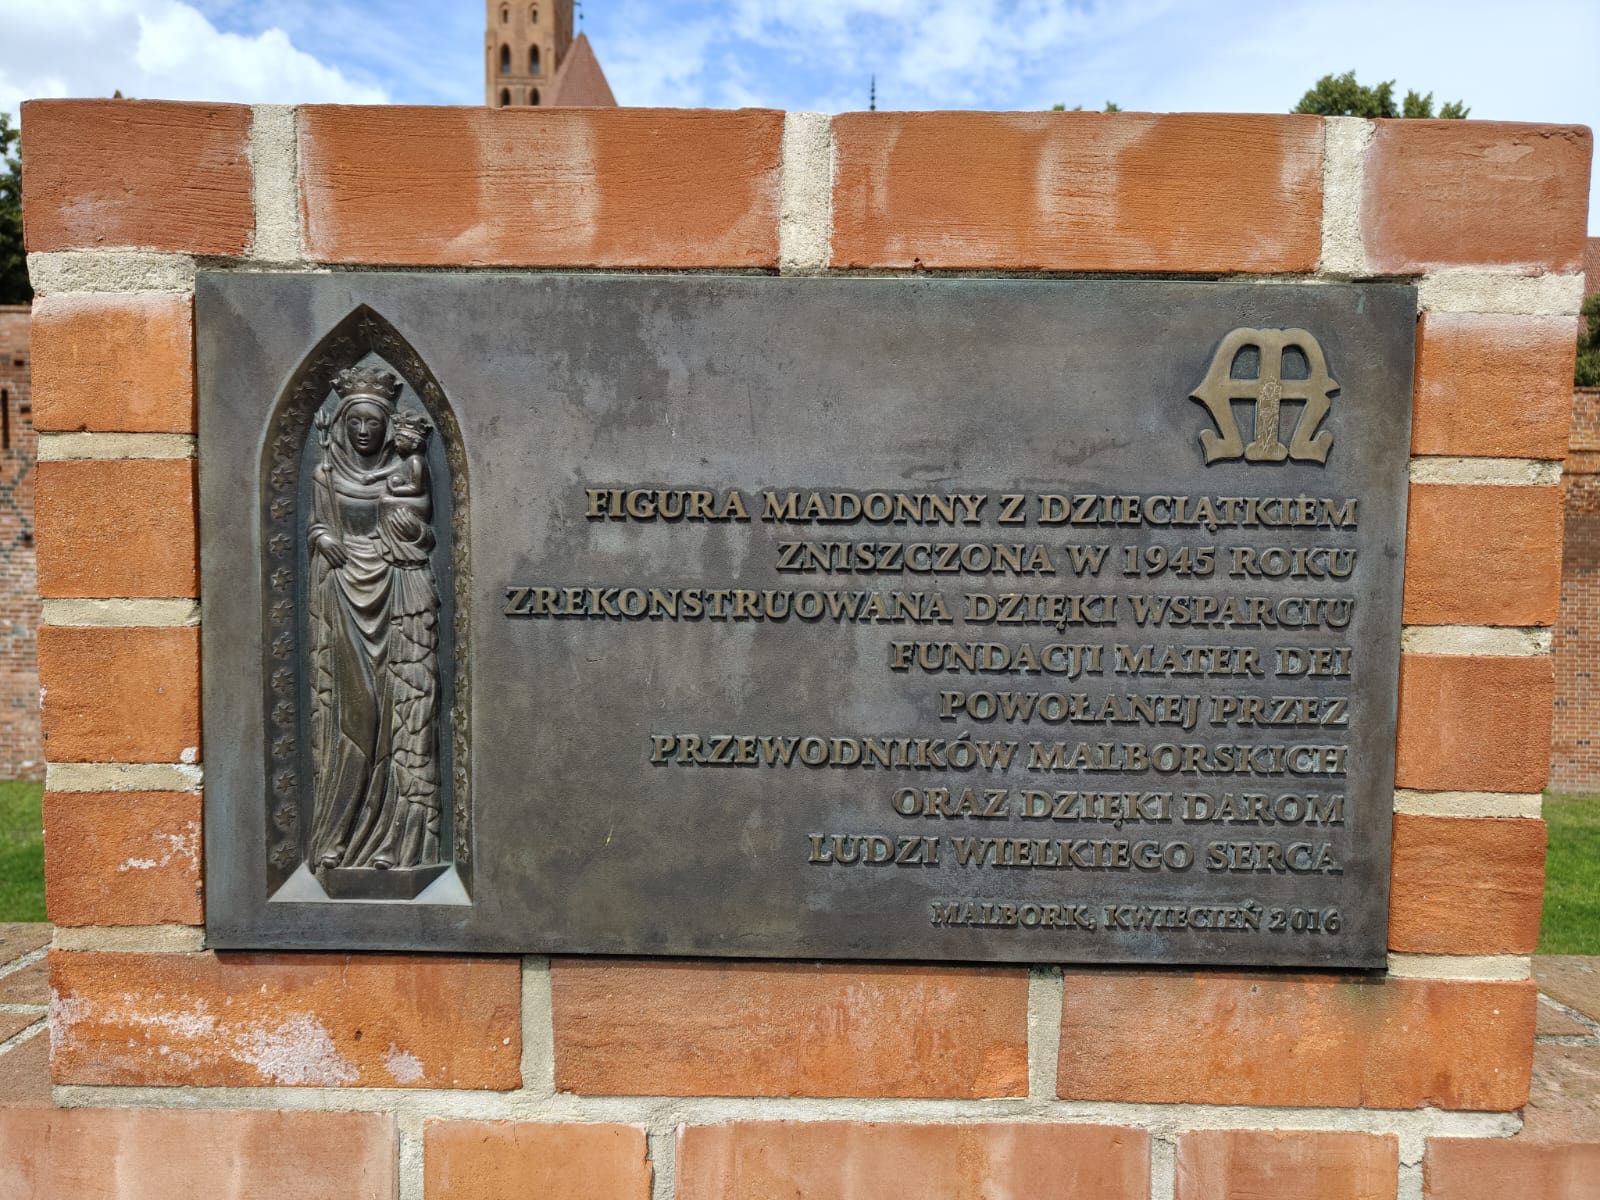 FIGURA MADONNY Z DZIECIĄTKIEM
ZNISZCZONA W 1945 ROKU
ZREKONSTRUOWANA DZIĘKI WSPARCIU
FUNDACJI MATER DEI
POWOŁANEJ PRZEZ
PRZEWODNIKÓW MALBORSKICH
ORAZ DZIĘKI DAROM
LUDZI WIELKIEGO SERCA
MALBORK, KWIECIEŃ 2016